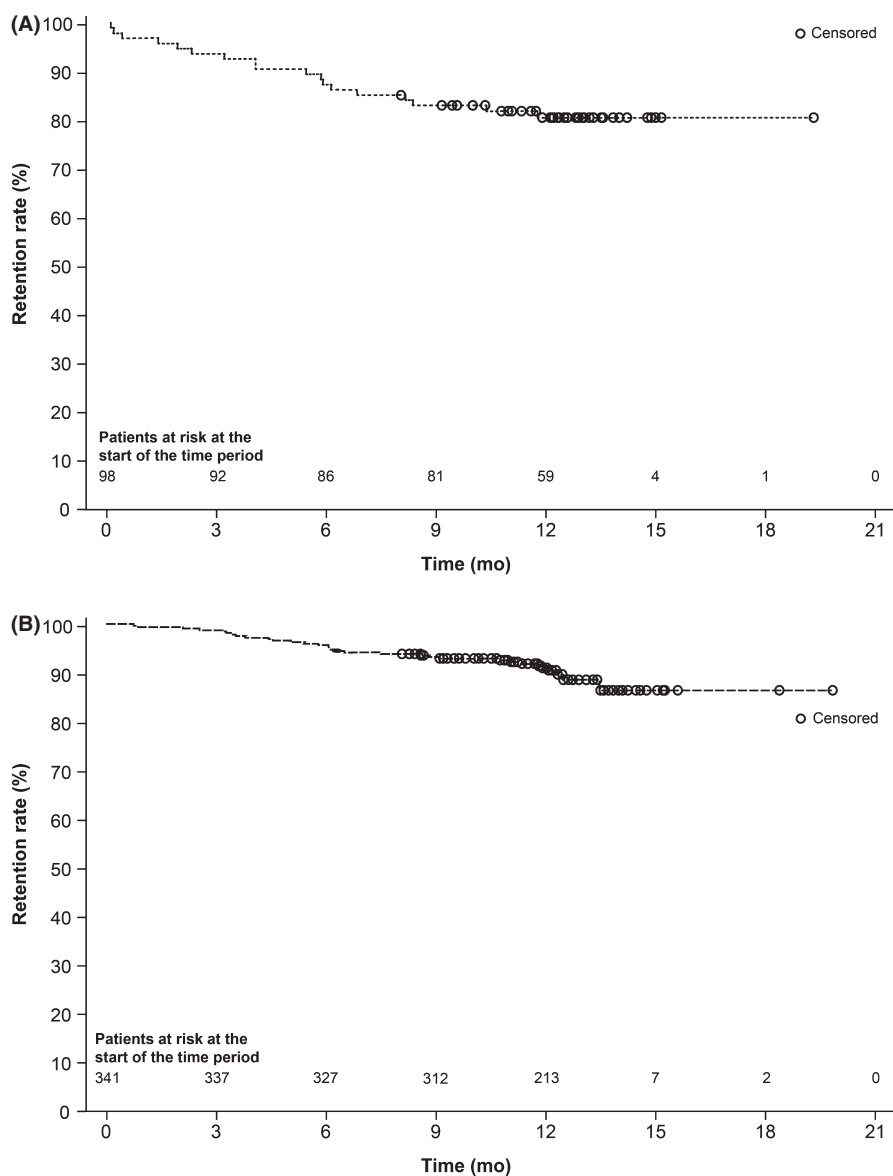 (A)
Censored
100
90
80
70
60
50
40
30
20
10
0
Retention rate (%)
Patients at risk at the
start of the time period
98 92 86 81 59 4 1 0
0 3 6 9 12 15 18 21
Time (mo)
(B)
100
90
80
70
60
50
40
30
20
10
0
Censored
Retention rate (%)
Patients at risk at the
start of the time period
341 337 327 312 213 7 2 0
0 3 6 9 12 15 18 21
Time (mo)